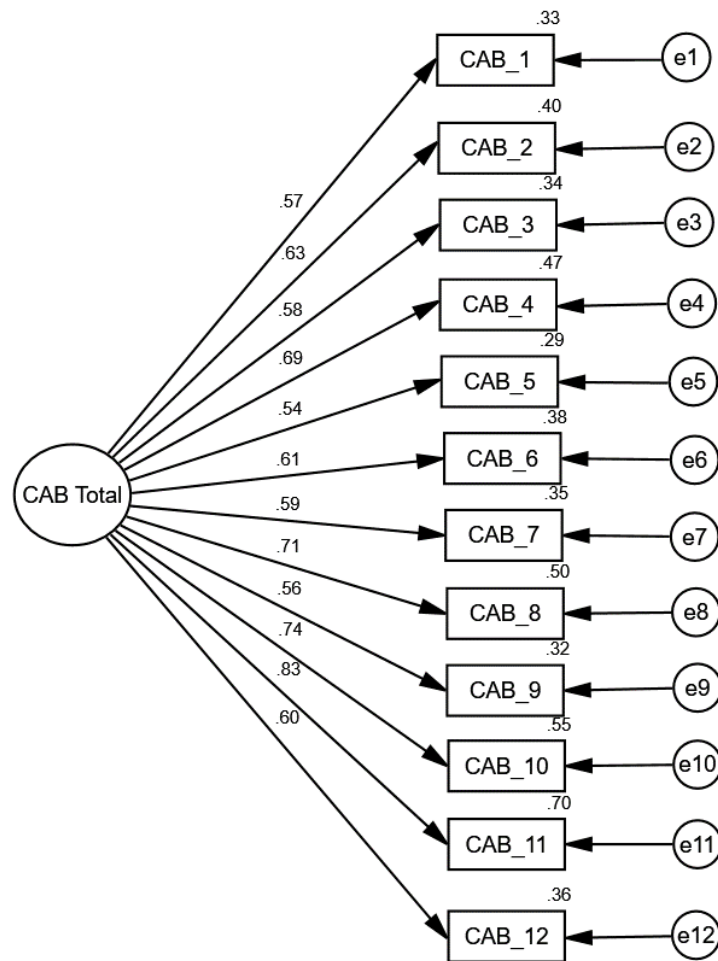 .33
CAB_1
e1
.57
.40
CAB_2
e2
.63
.34
CAB_3
e3
.58
.47
CAB_4
e4
.69
.29
CAB_5
e5
.54
.38
CAB_6
e6
.61
CAB Total
.35
CAB_7
e7
.59
.50
CAB_8
e8
.71
.32
CAB_9
e9
.56
.55
CAB_10
e10
.74
.70
CAB_11
e11
.83
.36
CAB_12
e12
.60